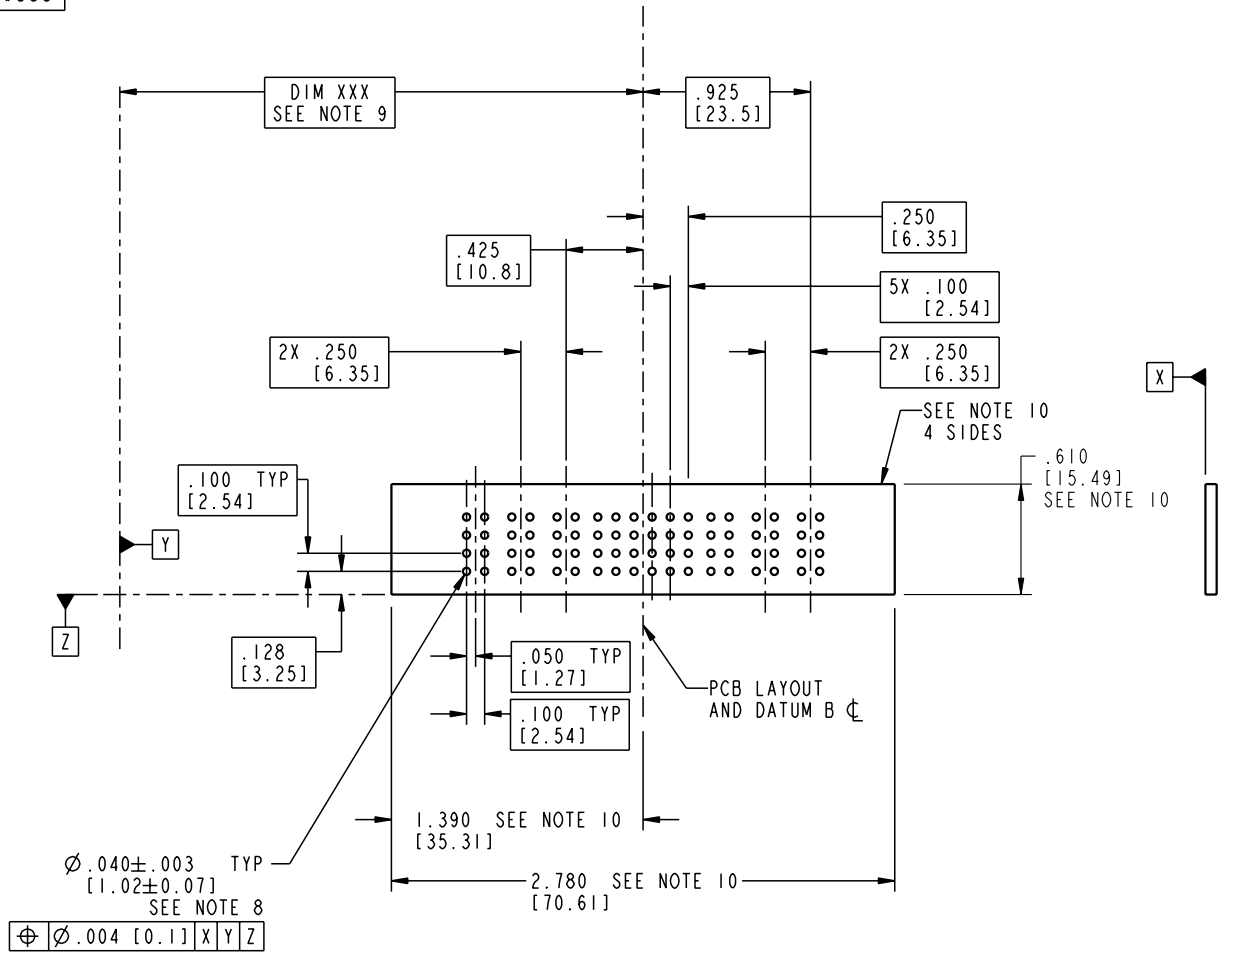 DIM XXX
SEE NOTE 9
.925
[23.5]
.250
[6.35]
.425
[10.8]
5X .100
[2.54]
2X .250
[6.35]
2X .250
[6.35]
X
SEE NOTE 10
4 SIDES
.610
[15.49]
SEE NOTE 10
.100 TYP
[2.54]
Y
Z
.128
[3.25]
.050 TYP
[1.27]
PCB LAYOUT
AND DATUM B ℄
.100 TYP
[2.54]
1.390 SEE NOTE 10
[35.31]
Ø.040±.003 TYP
[1.02±0.07]
SEE NOTE 8
2.780 SEE NOTE 10
[70.61]
⌖ Ø.004 [0.1] X Y Z